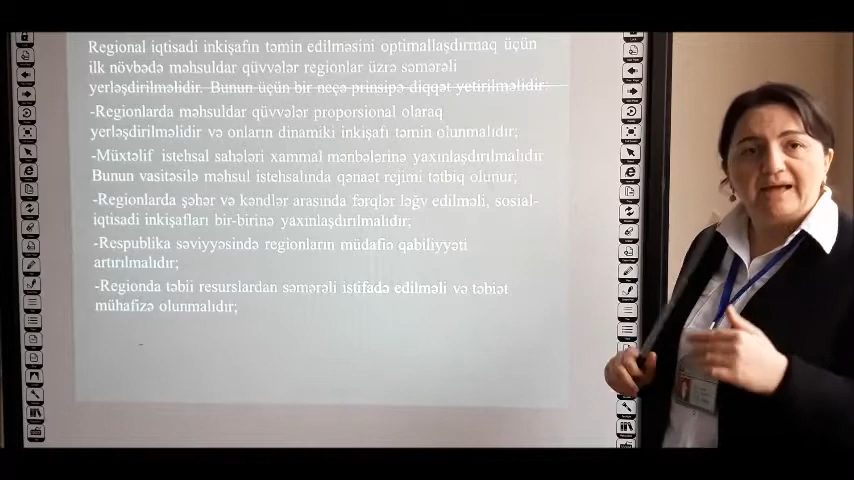 Regional iqtisadi inkişafın təmin edilməsini optimallaşdırmaq üçün
ilk növbədə məhsuldar qüvvələr regionlar üzrə səmərəli
yerləşdirilməlidir. Bunun üçün bir neçə prinsipə diqqət yetirilməlidir:
-Regionlarda məhsuldar qüvvələr proporsional olaraq
yerləşdirilməlidir və onların dinamiki inkişafı təmin olunmalıdır;
-Müxtəlif istehsal sahələri xammal mənbələrinə yaxınlaşdırılmalıdır
Bunun vasitəsilə məhsul istehsalında qənaət rejimi tətbiq olunur;
-Regionlarda şəhər və kəndlər arasında fərqlər ləğv edilməli, sosial-
iqtisadi inkişafları bir-birinə yaxınlaşdırılmalıdır;
-Respublika səviyyəsində regionların müdafiə qabiliyyəti
artırılmalıdır;
-Regionda təbii resurslardan səmərəli istifadə edilməli və təbiət
mühafizə olunmalıdır;